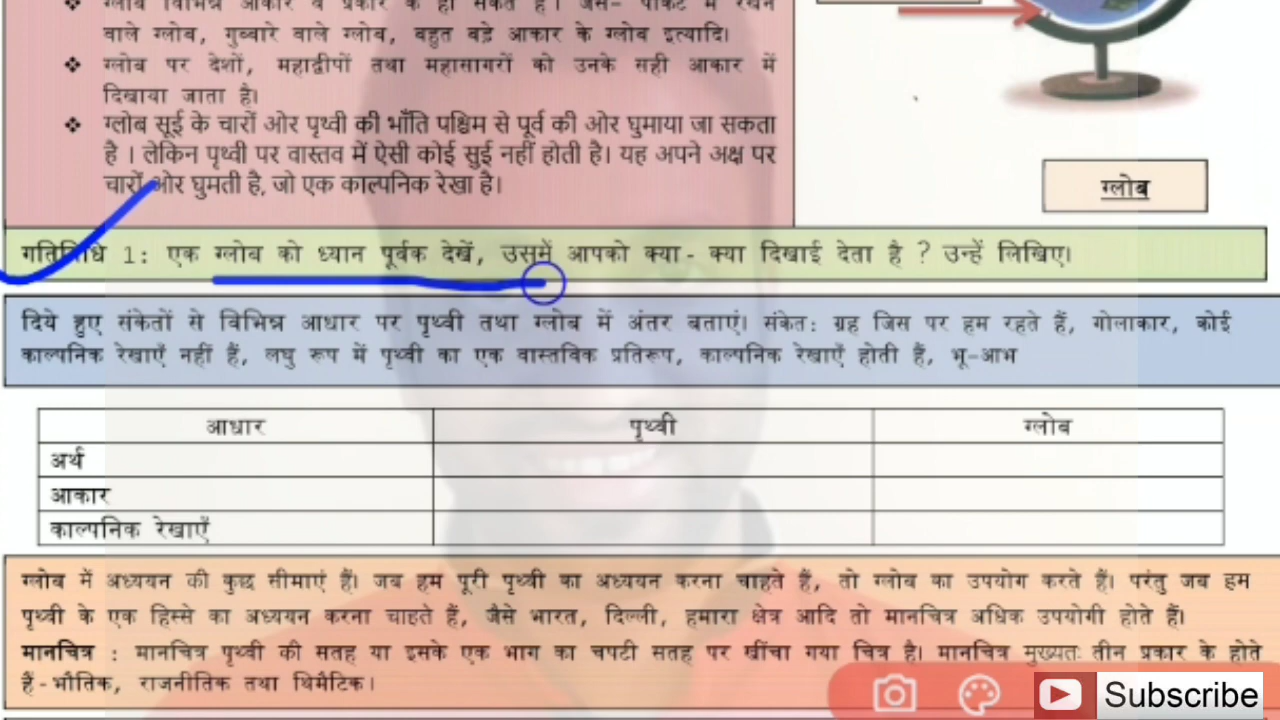 ग्लोब विभिन्न आकार व प्रकार के हो सकते हैं। जैसे– पॉकेट में रखने
वाले ग्लोब, गुब्बारे वाले ग्लोब, बहुत बड़े आकार के ग्लोब इत्यादि।
❖ ग्लोब पर देशों, महाद्वीपों तथा महासागरों को उनके सही आकार में
दिखाया जाता है।
❖ ग्लोब सूई के चारों ओर पृथ्वी की भाँति पश्चिम से पूर्व की ओर घुमाया जा सकता
है । लेकिन पृथ्वी पर वास्तव में ऐसी कोई सुई नहीं होती है। यह अपने अक्ष पर
चारों ओर घुमती है, जो एक काल्पनिक रेखा है।
ग्लोब
गतिविधि 1: एक ग्लोब को ध्यान पूर्वक देखें, उसमें आपको क्या - क्या दिखाई देता है ? उन्हें लिखिए।
दिये हुए संकेतों से विभिन्न आधार पर पृथ्वी तथा ग्लोब में अंतर बताएं। संकेत: ग्रह जिस पर हम रहते हैं, गोलाकार, कोई
काल्पनिक रेखाएँ नहीं हैं, लघु रूप में पृथ्वी का एक वास्तविक प्रतिरूप, काल्पनिक रेखाएँ होती हैं, भू-आभ
आधार पृथ्वी ग्लोब
अर्थ
आकार
काल्पनिक रेखाएँ
ग्लोब में अध्ययन की कुछ सीमाएं हैं। जब हम पूरी पृथ्वी का अध्ययन करना चाहते हैं, तो ग्लोब का उपयोग करते हैं। परंतु जब हम
पृथ्वी के एक हिस्से का अध्ययन करना चाहते हैं, जैसे भारत, दिल्ली, हमारा क्षेत्र आदि तो मानचित्र अधिक उपयोगी होते हैं।
मानचित्र : मानचित्र पृथ्वी की सतह या इसके एक भाग का चपटी सतह पर खींचा गया चित्र है। मानचित्र मुख्यतः तीन प्रकार के होते
हैं - भौतिक, राजनीतिक तथा थिमैटिक।
Subscribe